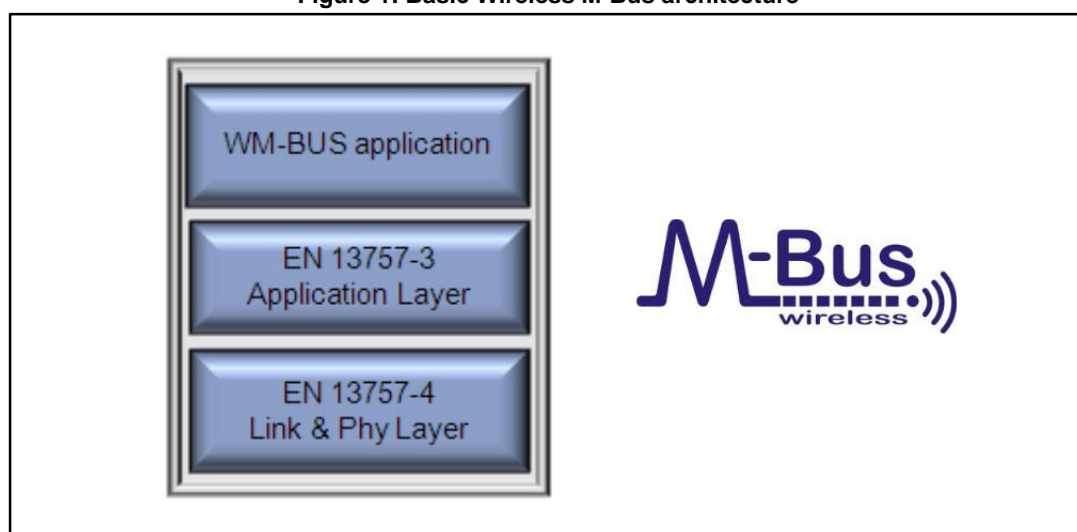 Figure 1: Basic Wireless M-Bus architecture
WM-BUS application
EN 13757-3
Application Layer
EN 13757-4
Link & Phy Layer
M-Bus
wireless